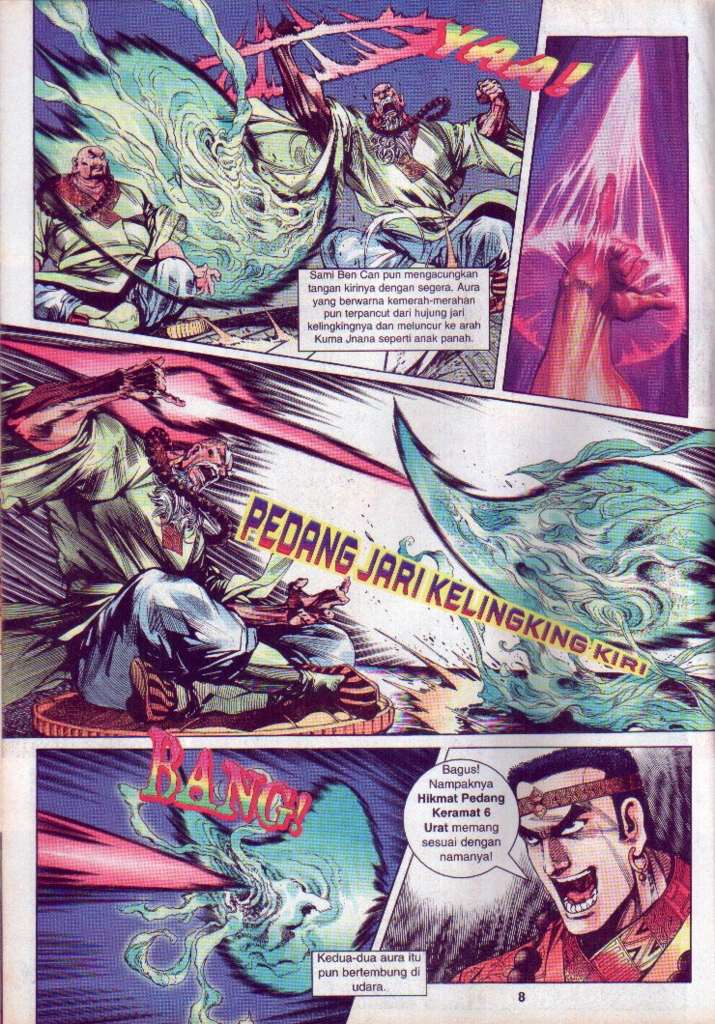 YAAA!
Sami Ben Can pun mengacungkan
tangan kirinya dengan segera. Aura
yang berwarna kemerah-merahan
pun terpancut dari hujung jari
kelingkingnya dan meluncur ke arah
Kuma Jnana seperti anak panah.
PEDANG JARI KELINGKING KIRI
BANG!
Bagus!
Nampaknya
Hikmat Pedang
Keramat 6
Urat memang
sesuai dengan
namanya!
Kedua-dua aura itu
pun bertembung di
udara.
8